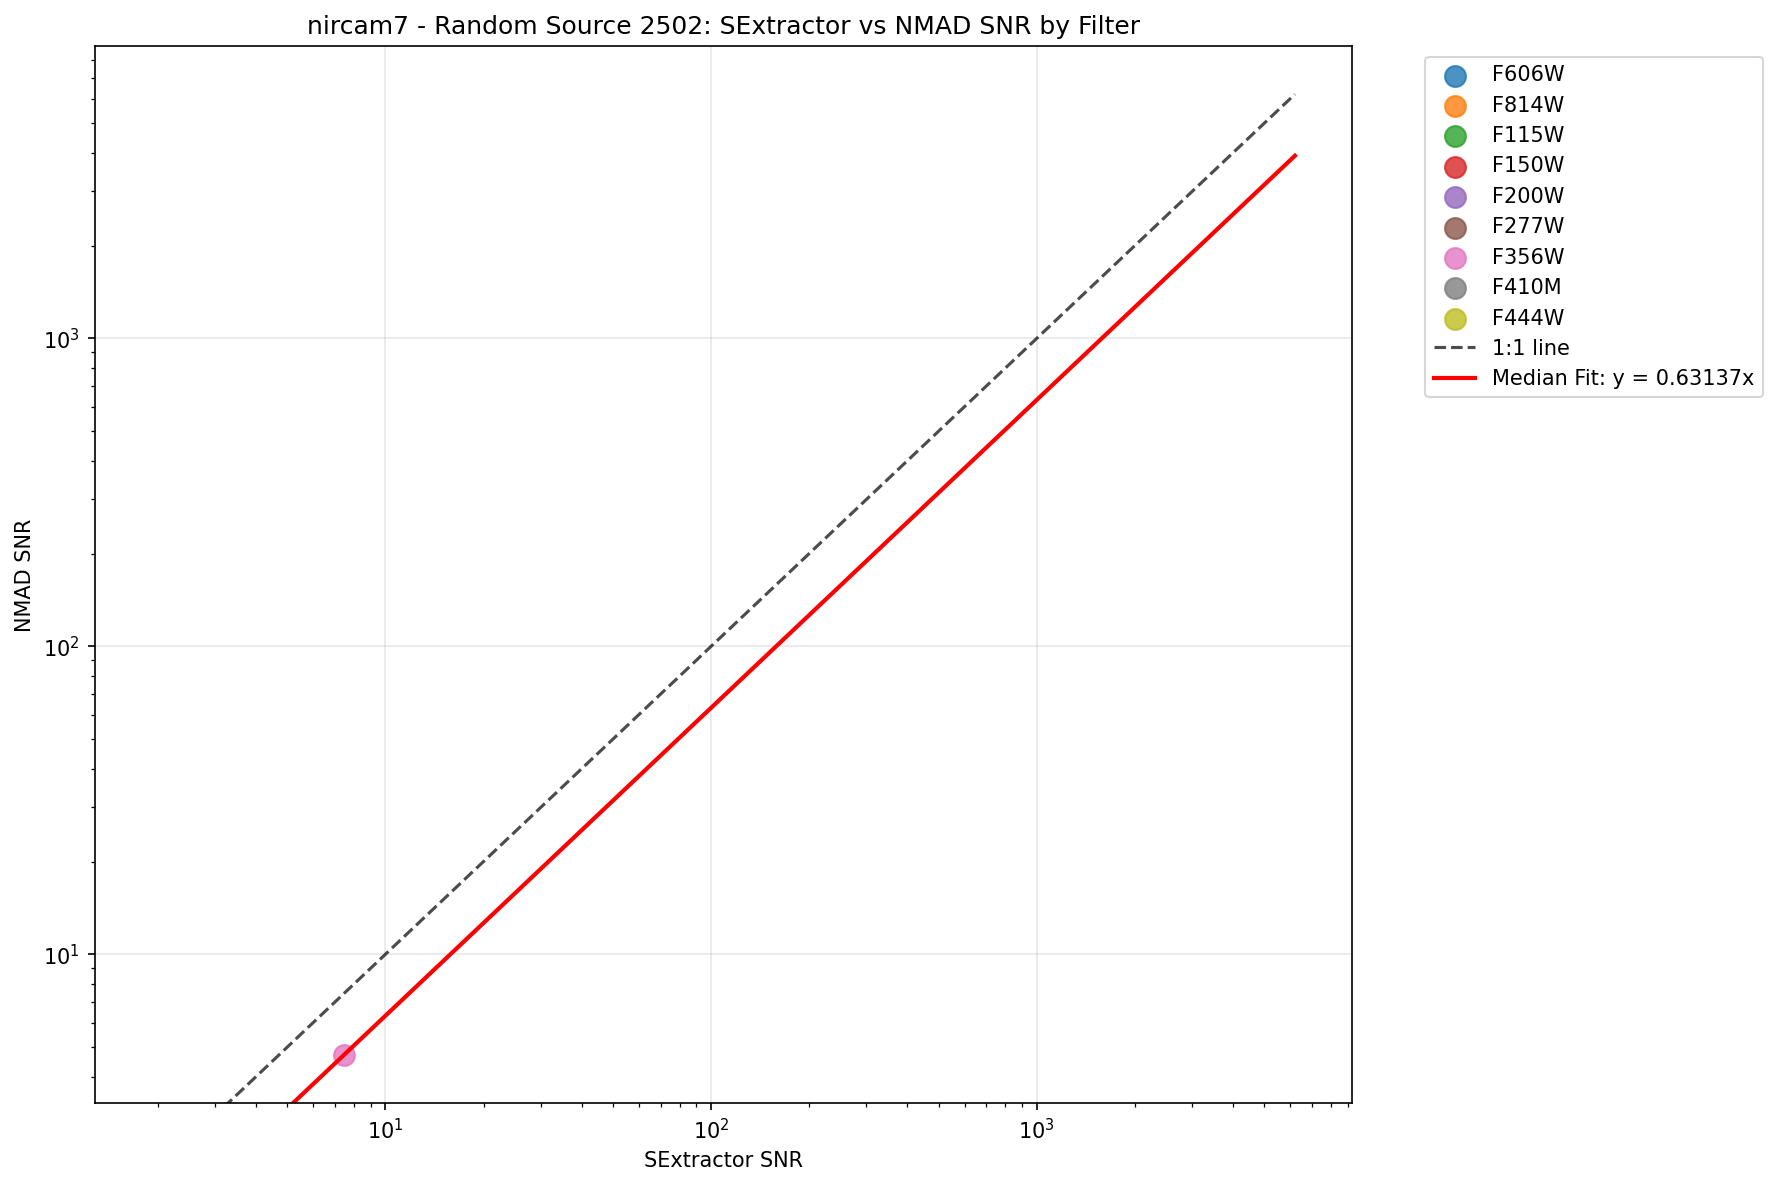 nircam7 - Random Source 2502: SExtractor vs NMAD SNR by Filter
F606W
F814W
F115W
F150W
F200W
F277W
F356W
F410M
F444W
1:1 line
Median Fit: y = 0.63137x
NMAD SNR
10³
10²
10¹
10¹ 10² 10³
SExtractor SNR